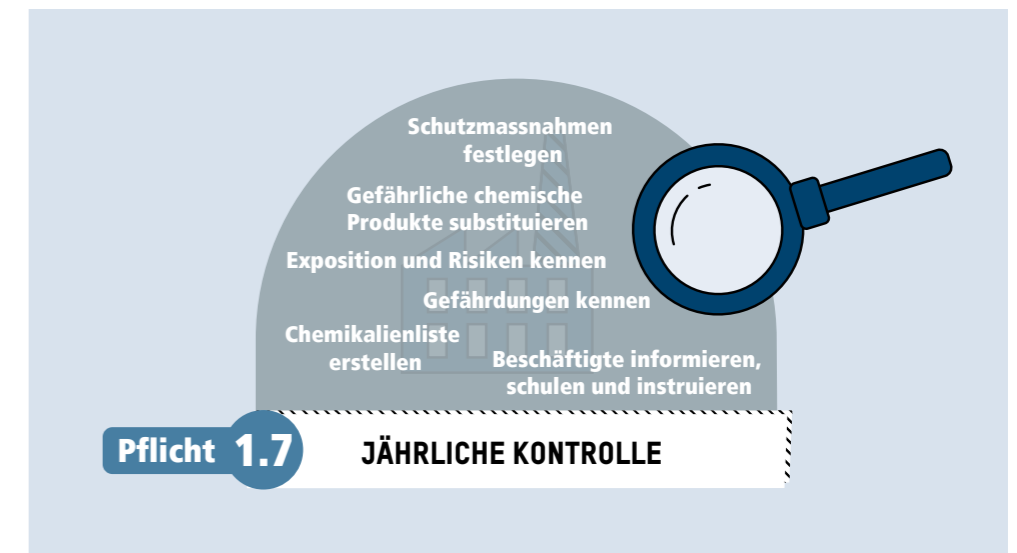 Schutzmassnahmen
festlegen
Gefährliche chemische
Produkte substituieren
Exposition und Risiken kennen
Gefährdungen kennen
Chemikalienliste
erstellen
Beschäftigte informieren,
schulen und instruieren
Pflicht 1.7
JÄHRLICHE KONTROLLE